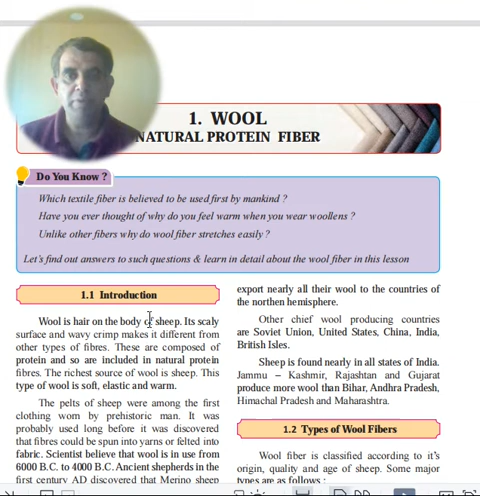 1. WOOL
NATURAL PROTEIN FIBER
Do You Know ?
Which textile fiber is believed to be used first by mankind ?
Have you ever thought of why do you feel warm when you wear woollens ?
Unlike other fibers why do wool fiber stretches easily ?
Let's find out answers to such questions & learn in detail about the wool fiber in this lesson
1.1 Introduction
Wool is hair on the body of sheep. Its scaly
surface and wavy crimp makes it different from
other types of fibres. These are composed of
protein and so are included in natural protein
fibres. The richest source of wool is sheep. This
type of wool is soft, elastic and warm.
The pelts of sheep were among the first
clothing worn by prehistoric man. It was
probably used long before it was discovered
that fibres could be spun into yarns or felted into
fabric. Scientist believe that wool is in use from
6000 B.C. to 4000 B.C. Ancient shepherds in the
first century AD discovered that Merino sheep
export nearly all their wool to the countries of
the northen hemisphere.
Other chief wool producing countries
are Soviet Union, United States, China, India,
British Isles.
Sheep is found nearly in all states of India.
Jammu – Kashmir, Rajasthan and Gujarat
produce more wool than Bihar, Andhra Pradesh,
Himachal Pradesh and Maharashtra.
1.2 Types of Wool Fibers
Wool fiber is classified according to it's
origin, quality and age of sheep. Some major
types are as follows :